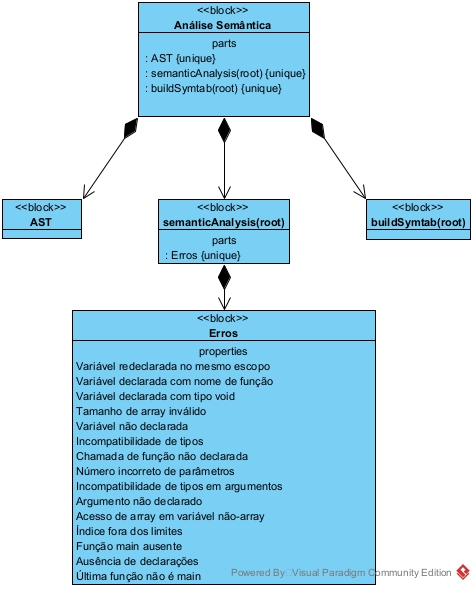 <<block>>
Análise Semântica
parts
: AST {unique}
: semanticAnalysis(root) {unique}
: buildSymtab(root) {unique}
<<block>>
AST
<<block>>
semanticAnalysis(root)
parts
: Erros {unique}
<<block>>
buildSymtab(root)
<<block>>
Erros
properties
Variável redeclarada no mesmo escopo
Variável declarada com nome de função
Variável declarada com tipo void
Tamanho de array inválido
Variável não declarada
Incompatibilidade de tipos
Chamada de função não declarada
Número incorreto de parâmetros
Incompatibilidade de tipos em argumentos
Argumento não declarado
Acesso de array em variável não-array
Índice fora dos limites
Função main ausente
Ausência de declarações
Última função não é main
Powered By Visual Paradigm Community Edition